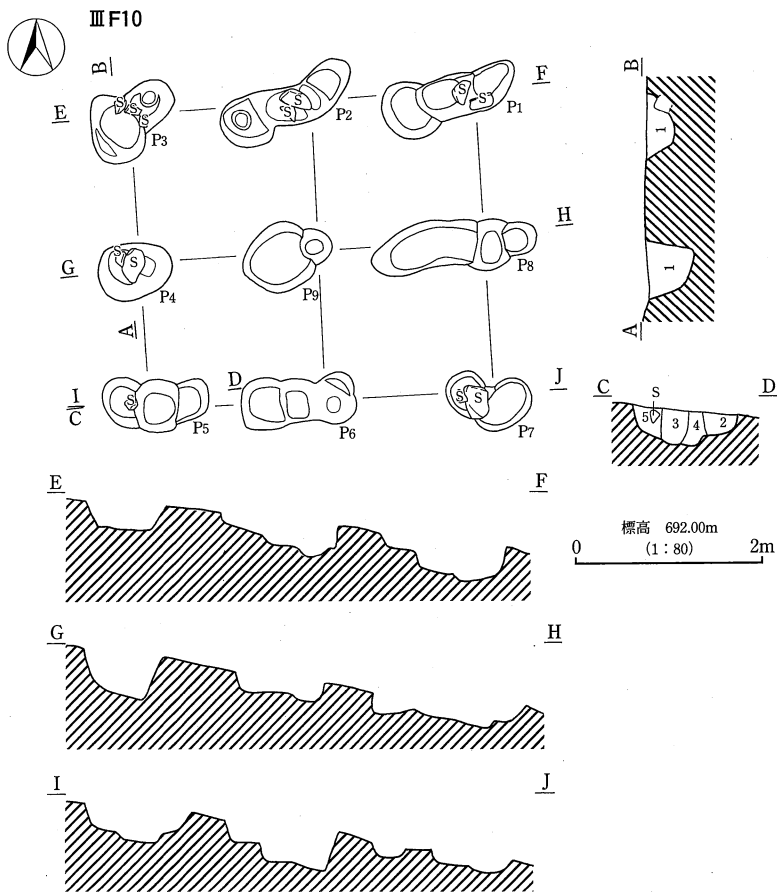 ⅢF10
B
E
S
S
S
P3
S
S
P2
S
S
P1
F
B
1
1
A
G
S
S
P4
P9
P8
H
A
I
C
S
P5
D
P6
S
S
P7
J
C
S
D
5
3
4
2
E
F
標高 692.00m
0 (1：80) 2m
G
H
I
J